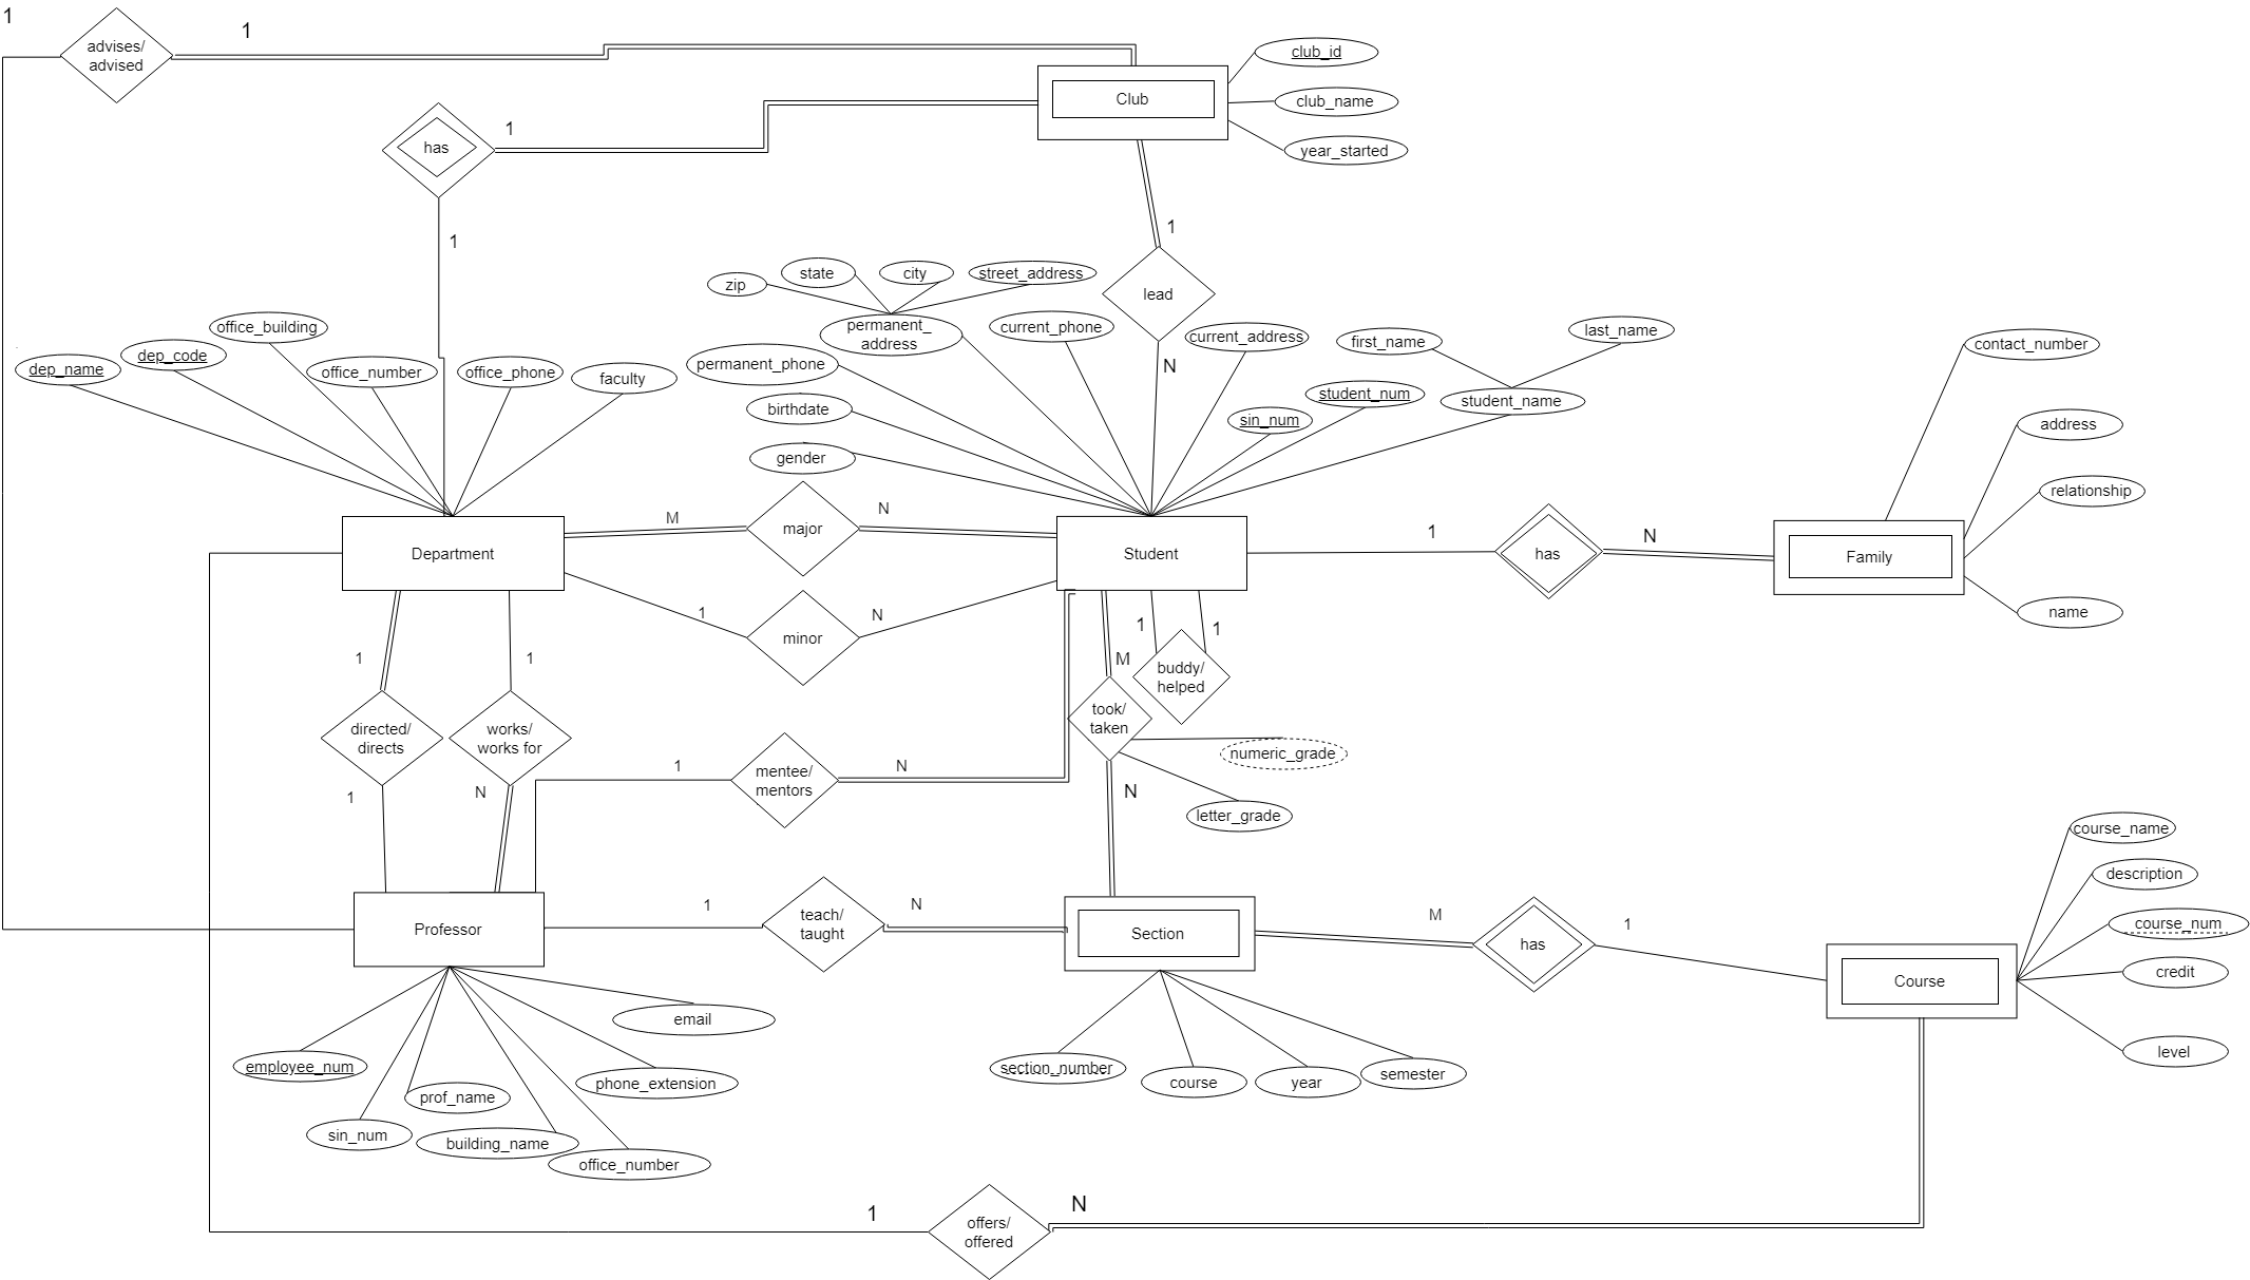 1
1
advises/
advised
club_id
Club
club_name
1
has
year_started
1
1
lead
zip
state
city
street_address
office_building
permanent_
address
current_phone
current_address
first_name
last_name
contact_number
dep_name
dep_code
office_number
office_phone
faculty
permanent_phone
N
student_num
student_name
birthdate
sin_num
address
gender
relationship
M
major
N
Department
Student
1
has
N
Family
1
minor
N
name
1
1
1
M
1
buddy/
helped
directed/
directs
works/
works for
took/
taken
numeric_grade
1
mentee/
mentors
N
1
N
N
letter_grade
course_name
description
1
teach/
taught
N
M
1
course_num
Professor
Section
has
credit
Course
email
level
employee_num
phone_extension
section_number
course
year
semester
prof_name
sin_num
building_name
office_number
1
offers/
offered
N